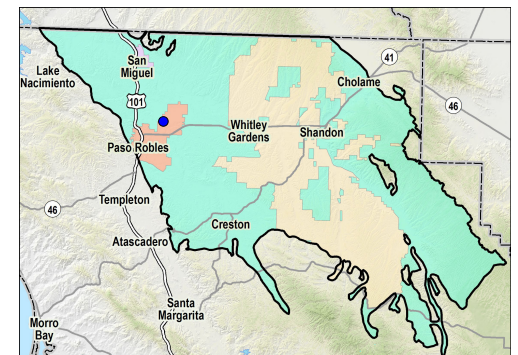 San
Miguel
Lake
Nacimiento
41
Cholame
101
46
Whitley
Gardens
Shandon
Paso Robles
Templeton
46
Creston
Atascadero
Santa
Margarita
Morro
Bay